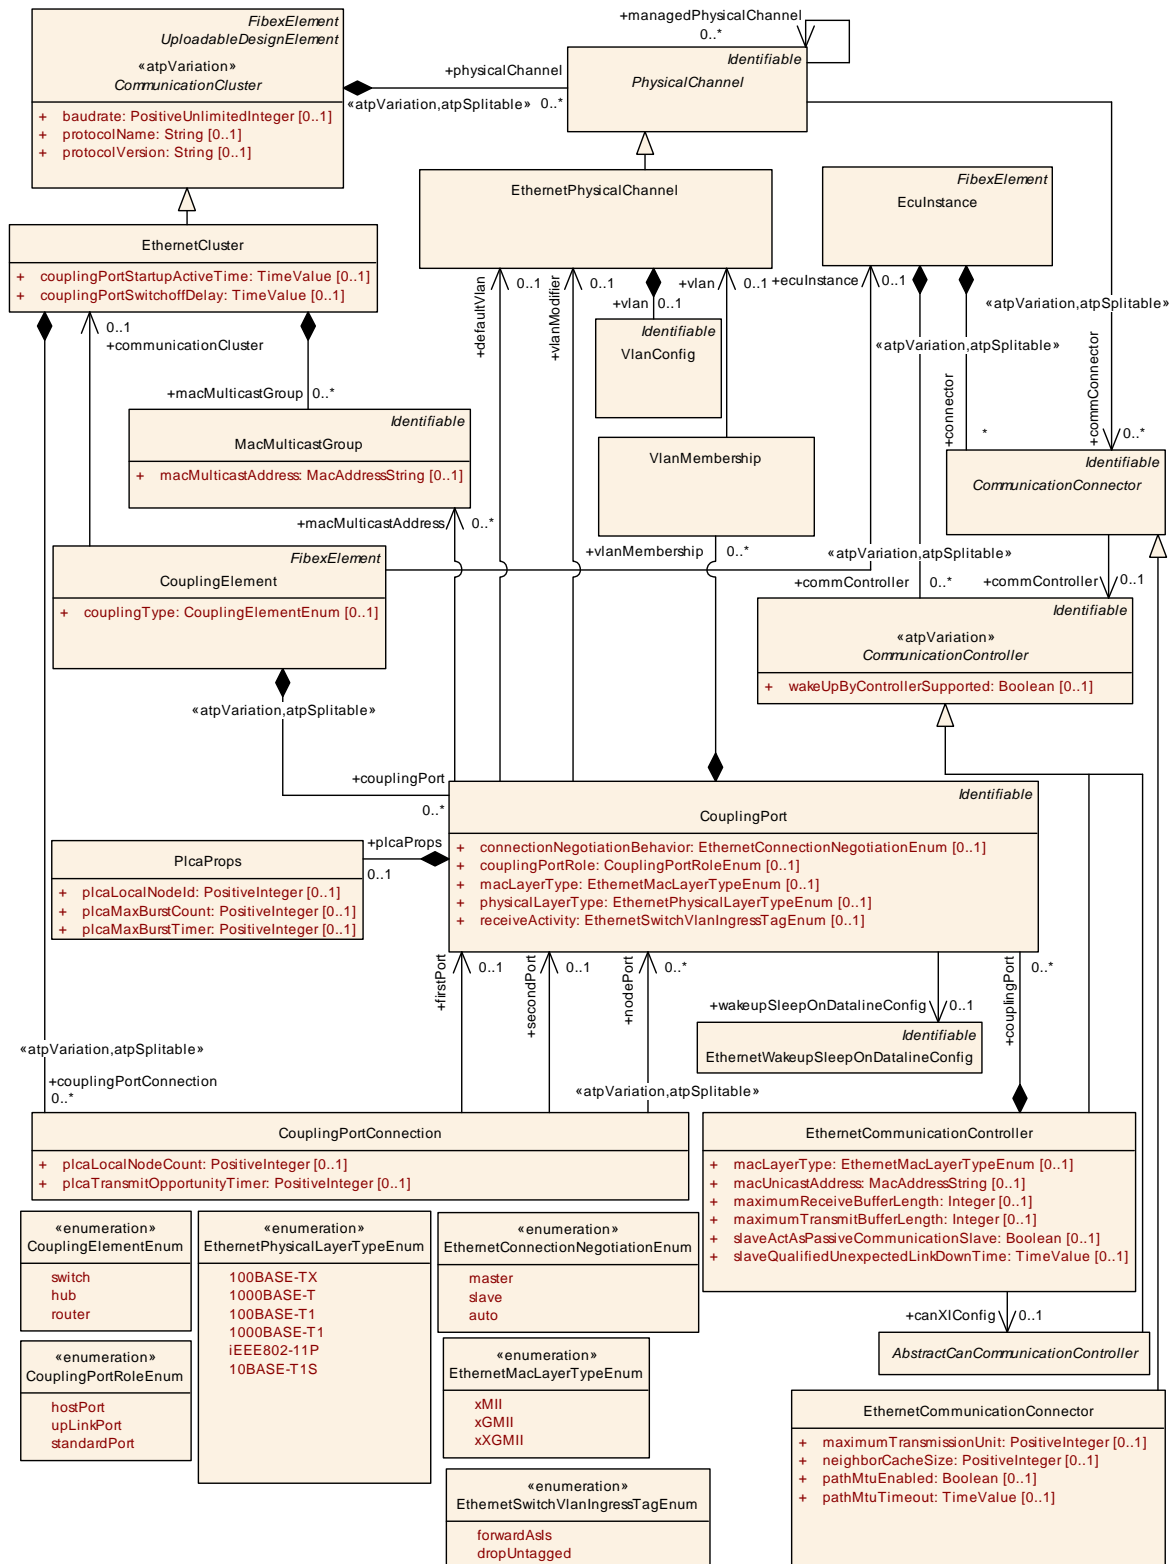 FibexElement
UploadableDesignElement
«atpVariation»
CommunicationCluster
+ baudrate: PositiveUnlimitedInteger [0..1]
+ protocolName: String [0..1]
+ protocolVersion: String [0..1]
+physicalChannel
«atpVariation,atpSplitable» 0..*
+managedPhysicalChannel
0..*
Identifiable
PhysicalChannel
EthernetPhysicalChannel
FibexElement
EcuInstance
EthernetCluster
+ couplingPortStartupActiveTime: TimeValue [0..1]
+ couplingPortSwitchoffDelay: TimeValue [0..1]
+defaultVlan
0..1
+vlanModifier
0..1
+vlan
0..1
+vlan
0..1
+ecuInstance
0..1
«atpVariation,atpSplitable»
«atpVariation,atpSplitable»
0..1
+communicationCluster
Identifiable
VlanConfig
+connector
*
+commConnector
0..*
+macMulticastGroup 0..*
Identifiable
MacMulticastGroup
+ macMulticastAddress: MacAddressString [0..1]
VlanMembership
Identifiable
CommunicationConnector
+macMulticastAddress 0..*
+vlanMembership 0..*
FibexElement
CouplingElement
+ couplingType: CouplingElementEnum [0..1]
«atpVariation,atpSplitable»
+commController 0..*
+commController 0..1
Identifiable
«atpVariation»
CommunicationController
+ wakeUpByControllerSupported: Boolean [0..1]
«atpVariation,atpSplitable»
+couplingPort
0..*
Identifiable
CouplingPort
+ connectionNegotiationBehavior: EthernetConnectionNegotiationEnum [0..1]
+ couplingPortRole: CouplingPortRoleEnum [0..1]
+ macLayerType: EthernetMacLayerTypeEnum [0..1]
+ physicalLayerType: EthernetPhysicalLayerTypeEnum [0..1]
+ receiveActivity: EthernetSwitchVlanIngressTagEnum [0..1]
+plcaProps
0..1
PlcaProps
+ plcaLocalNodeId: PositiveInteger [0..1]
+ plcaMaxBurstCount: PositiveInteger [0..1]
+ plcaMaxBurstTimer: PositiveInteger [0..1]
+firstPort
0..1
+secondPort
0..1
+nodePort
0..*
+wakeupSleepOnDatalineConfig 0..1
+couplingPort
0..*
Identifiable
EthernetWakeupSleepOnDatalineConfig
«atpVariation,atpSplitable»
+couplingPortConnection
0..*
«atpVariation,atpSplitable»
CouplingPortConnection
+ plcaLocalNodeCount: PositiveInteger [0..1]
+ plcaTransmitOpportunityTimer: PositiveInteger [0..1]
EthernetCommunicationController
+ macLayerType: EthernetMacLayerTypeEnum [0..1]
+ macUnicastAddress: MacAddressString [0..1]
+ maximumReceiveBufferLength: Integer [0..1]
+ maximumTransmitBufferLength: Integer [0..1]
+ slaveActAsPassiveCommunicationSlave: Boolean [0..1]
+ slaveQualifiedUnexpectedLinkDownTime: TimeValue [0..1]
«enumeration»
CouplingElementEnum
switch
hub
router
«enumeration»
EthernetPhysicalLayerTypeEnum
100BASE-TX
1000BASE-T
100BASE-T1
1000BASE-T1
iEEE802-11P
10BASE-T1S
«enumeration»
EthernetConnectionNegotiationEnum
master
slave
auto
+canXlConfig 0..1
AbstractCanCommunicationController
«enumeration»
CouplingPortRoleEnum
hostPort
upLinkPort
standardPort
«enumeration»
EthernetMacLayerTypeEnum
xMII
xGMII
xXGMII
EthernetCommunicationConnector
+ maximumTransmissionUnit: PositiveInteger [0..1]
+ neighborCacheSize: PositiveInteger [0..1]
+ pathMtuEnabled: Boolean [0..1]
+ pathMtuTimeout: TimeValue [0..1]
«enumeration»
EthernetSwitchVlanIngressTagEnum
forwardAsIs
dropUntagged